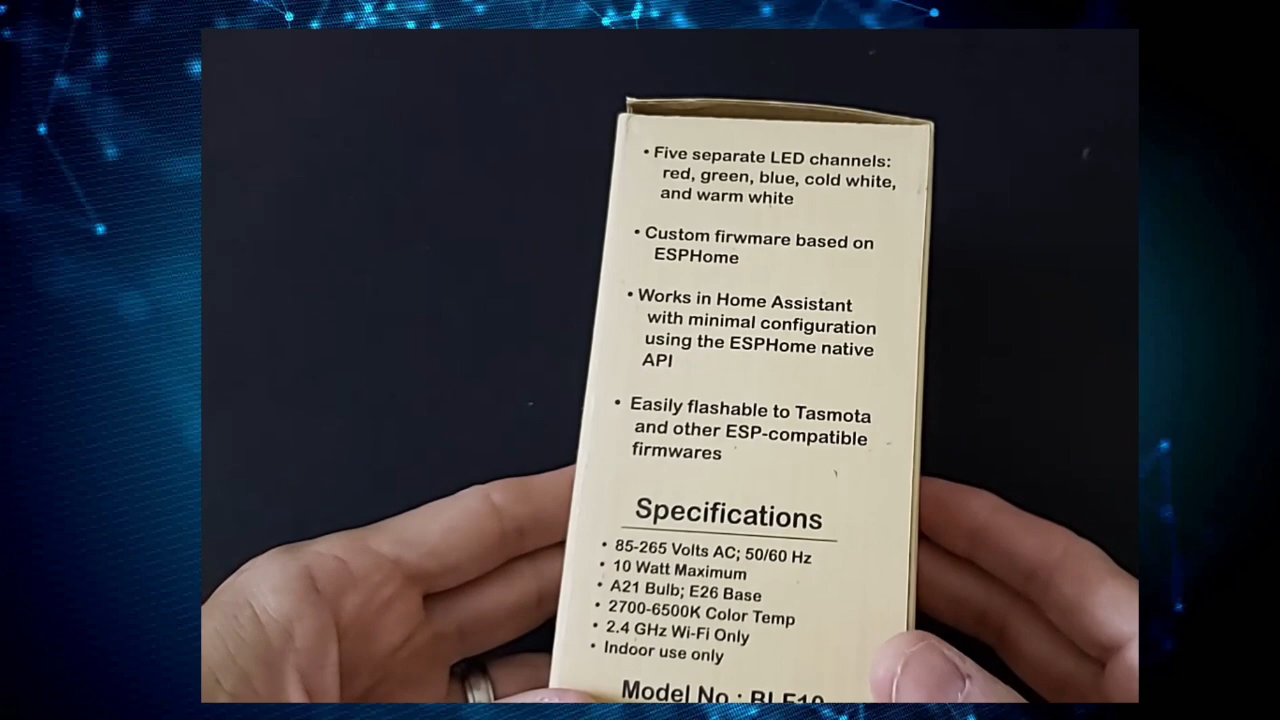 • Five separate LED channels:
red, green, blue, cold white,
and warm white
• Custom firwmare based on
ESPHome
• Works in Home Assistant
with minimal configuration
using the ESPHome native
API
• Easily flashable to Tasmota
and other ESP-compatible
firmwares
Specifications
• 85-265 Volts AC; 50/60 Hz
• 10 Watt Maximum
• A21 Bulb; E26 Base
• 2700-6500K Color Temp
• 2.4 GHz Wi-Fi Only
• Indoor use only
Model No :